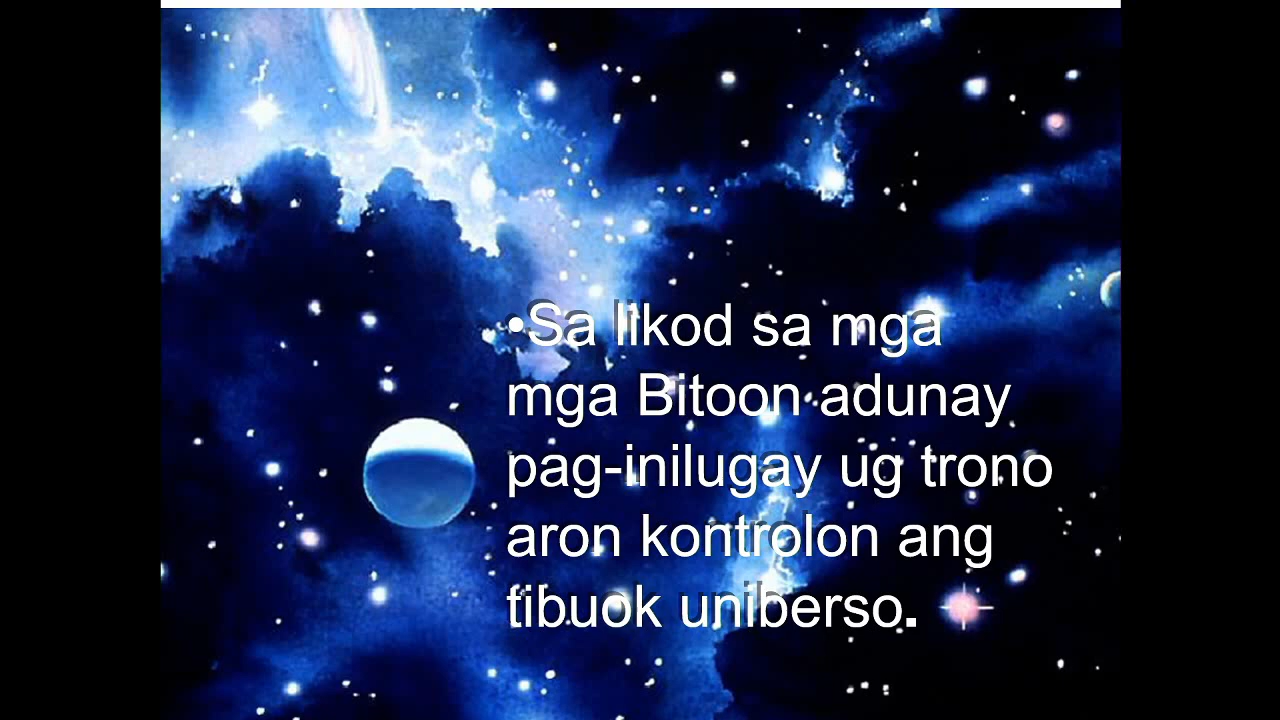 •Sa likod sa mga
mga Bitoon adunay
pag-inilugay ug trono
aron kontrolon ang
tibuok uniberso.